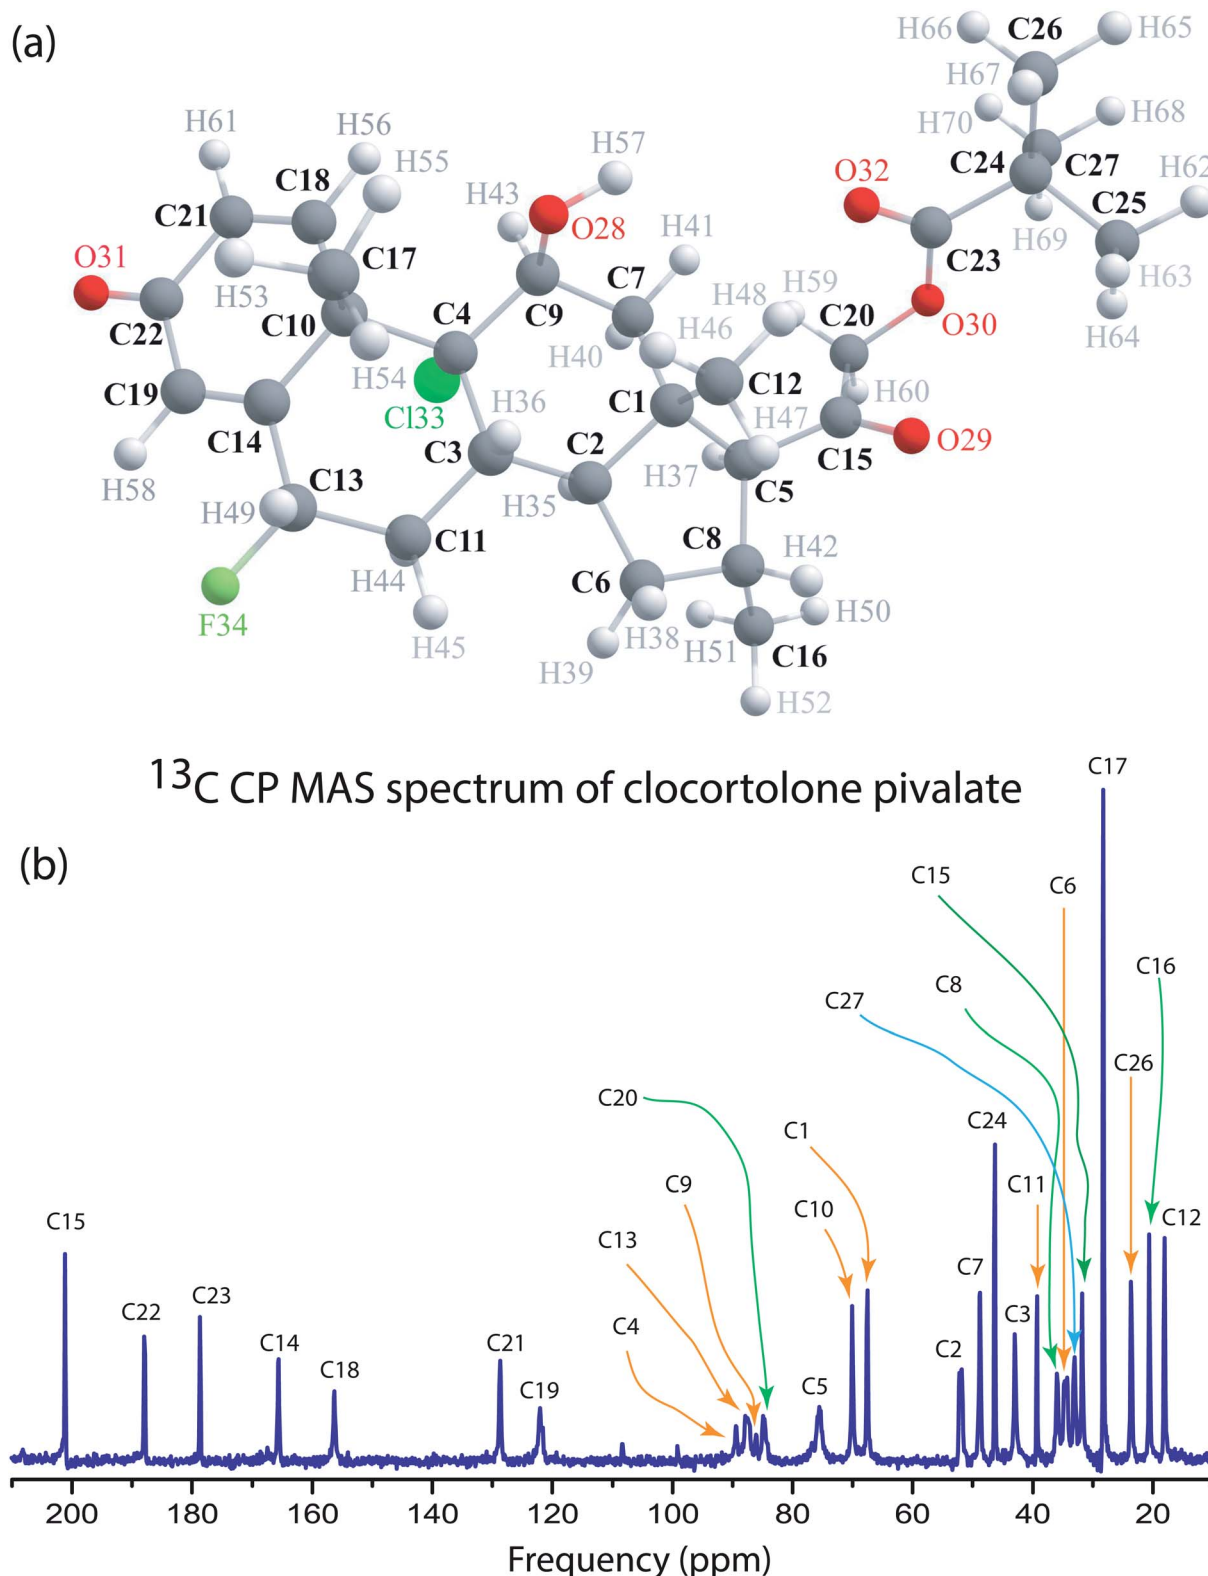 (a)
H66
C26
H65
H67
H61
H56
H55
H57
H70
H68
C18
H43
O32
C24
C27
H62
C21
O28
C25
O31
C17
H41
H69
H53
C7
C23
H63
C9
H48
H59
C22
C10
C4
C20
O30
H64
H46
H40
C19
H54
C12
C1
H60
Cl33
H36
C14
C3
C2
H47
O29
H58
C13
H37
C15
H49
H35
C5
C11
C8
H42
H44
C6
F34
H38
H50
H45
H51
C16
H39
H52
13C CP MAS spectrum of clocortolone pivalate
C17
(b)
C15
C6
C16
C8
C27
C26
C20
C24
C1
C9
C11
C15
C10
C12
C13
C7
C22
C23
C4
C3
C14
C21
C2
C18
C19
C5
200
180
160
140
120
100
80
60
40
20
Frequency (ppm)